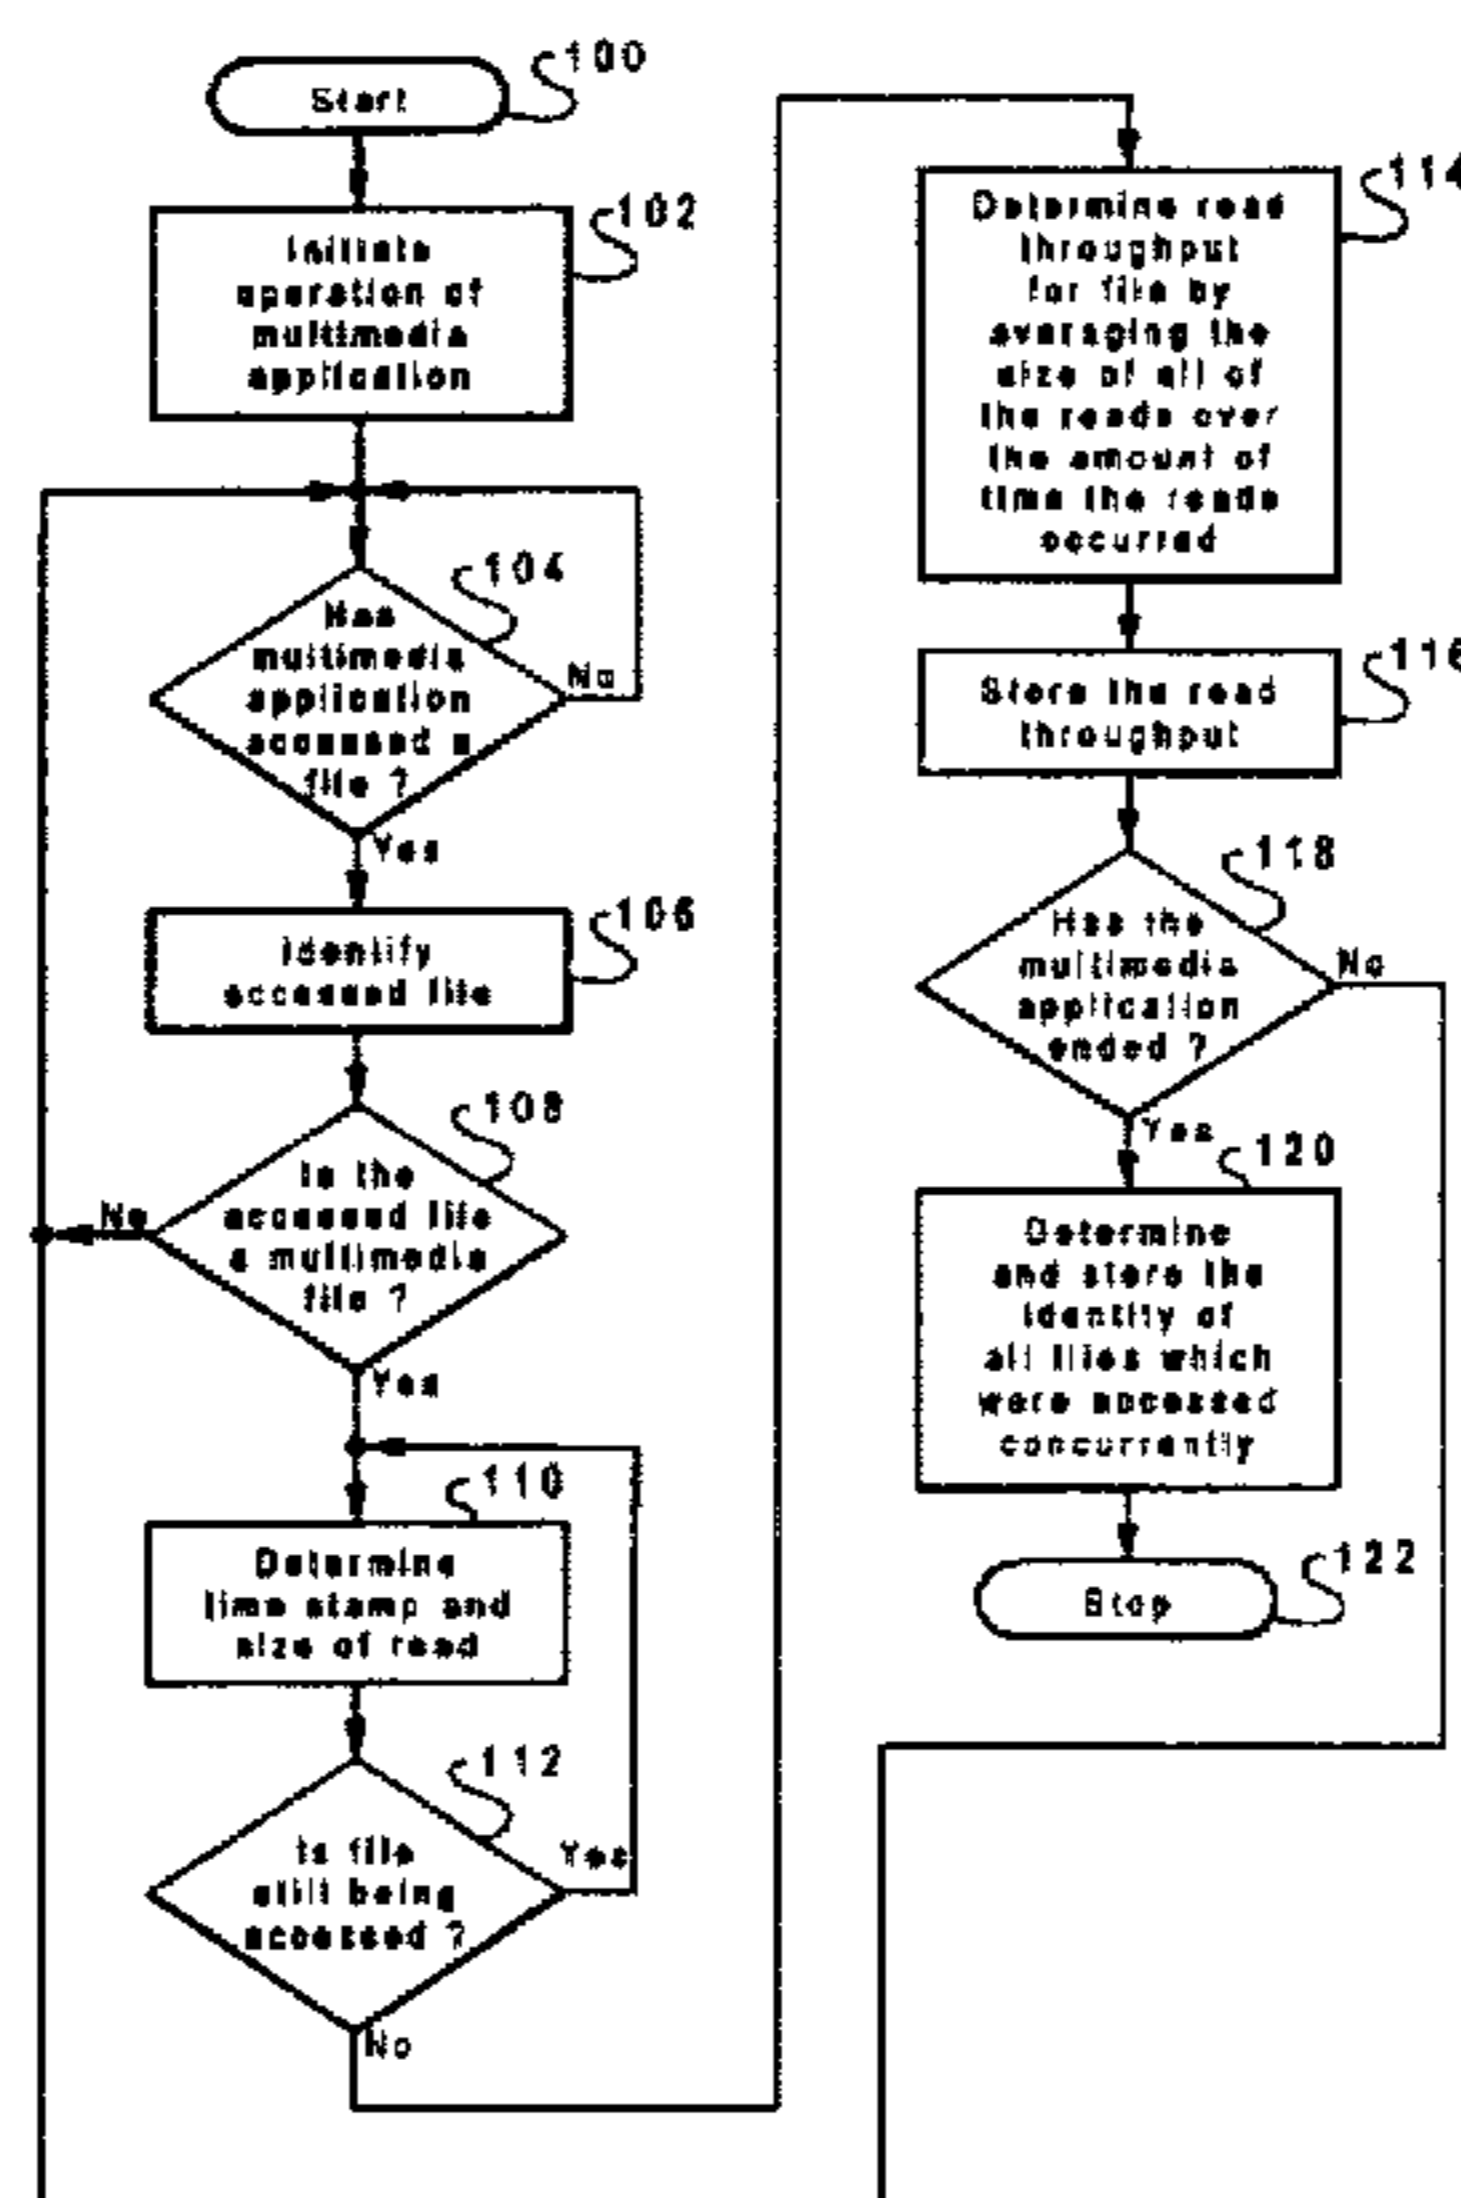 100
Start
102
Initiate
operation of
multimedia
application
104
Has
multimedia
application
accessed a
file ?
No
Yes
106
Identify
accessed file
108
Is the
accessed file
a multimedia
file ?
No
Yes
110
Determine
time stamp and
size of read
112
Is file
still being
accessed ?
Yes
No
114
Determine read
throughput
for file by
averaging the
size of all of
the reads over
the amount of
time the reads
occurred
116
Store the read
throughput
118
Has the
multimedia
application
ended ?
No
Yes
120
Determine
and store the
identity of
all files which
were accessed
concurrently
122
Stop